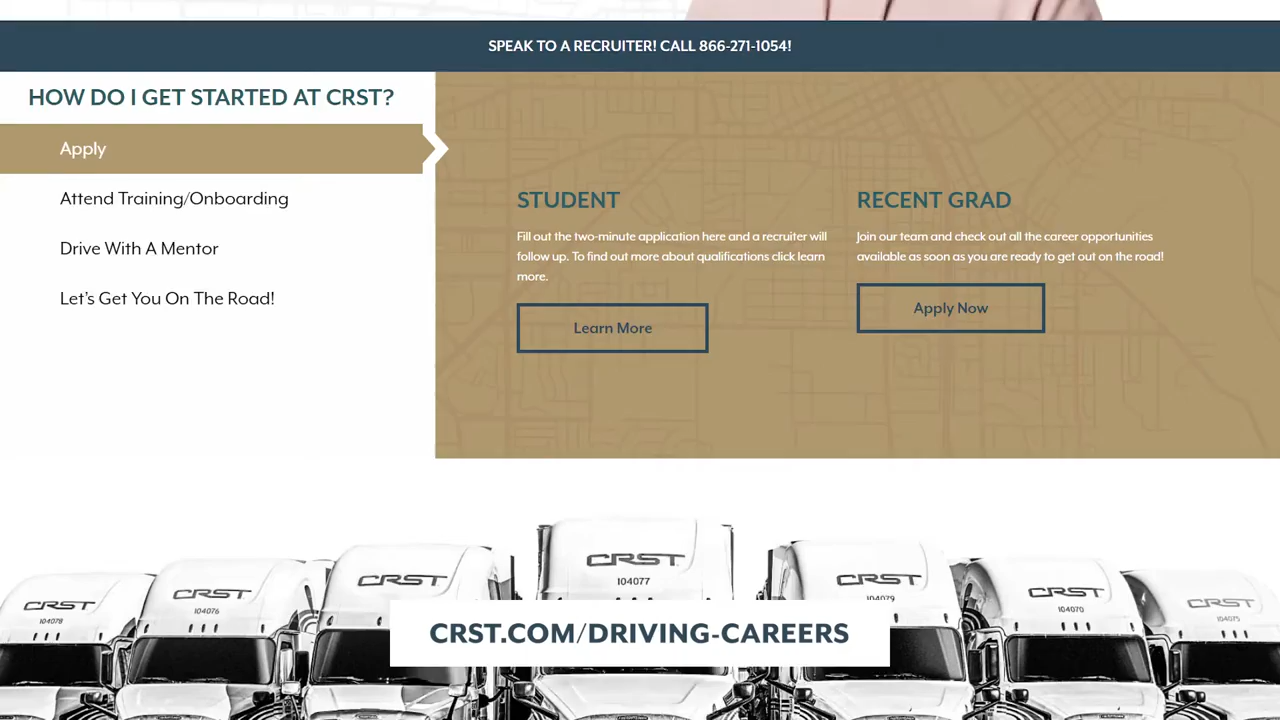 SPEAK TO A RECRUITER! CALL 866-271-1054!
HOW DO I GET STARTED AT CRST?
Apply
Attend Training/Onboarding
Drive With A Mentor
Let's Get You On The Road!
STUDENT
Fill out the two-minute application here and a recruiter will
follow up. To find out more about qualifications click learn
more.
Learn More
RECENT GRAD
Join our team and check out all the career opportunities
available as soon as you are ready to get out on the road!
Apply Now
CRST
104078
CRST
104076
CRST
CRST
104077
CRST
104079
CRST
104070
CRST
104075
CRST.COM/DRIVING-CAREERS